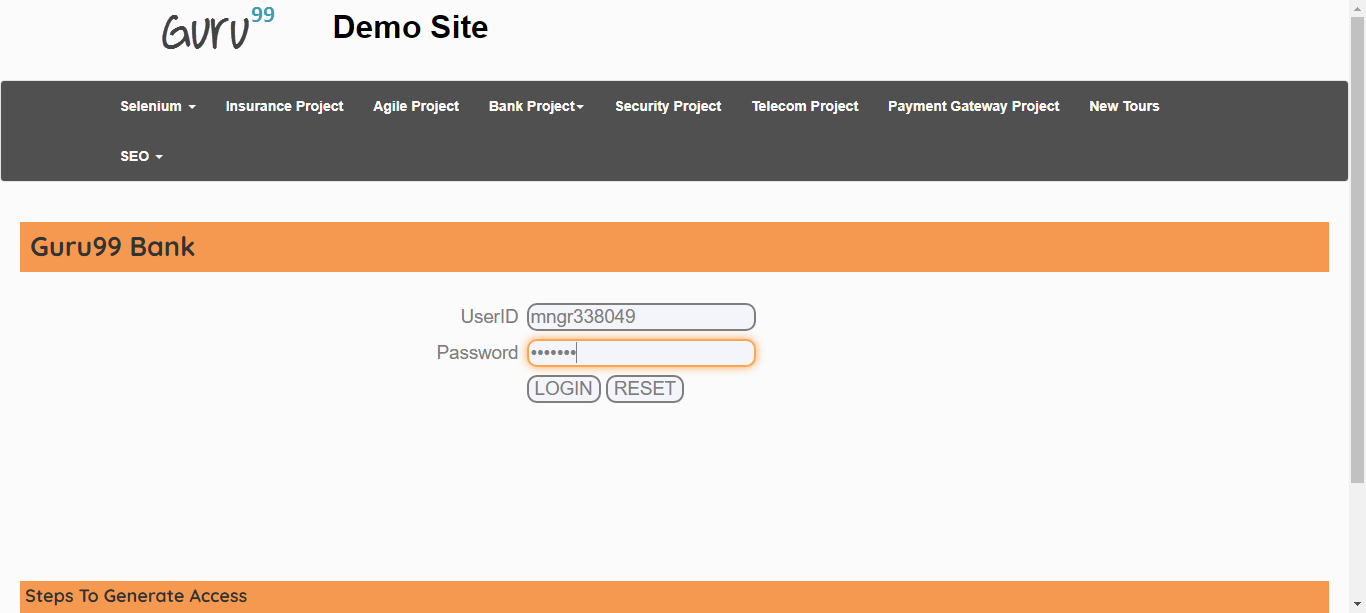 Guru99 Demo Site
Selenium Insurance Project Agile Project Bank Project Security Project Telecom Project Payment Gateway Project New Tours
SEO
Guru99 Bank
UserID mngr338049
Password •••••••
LOGIN RESET
Steps To Generate Access